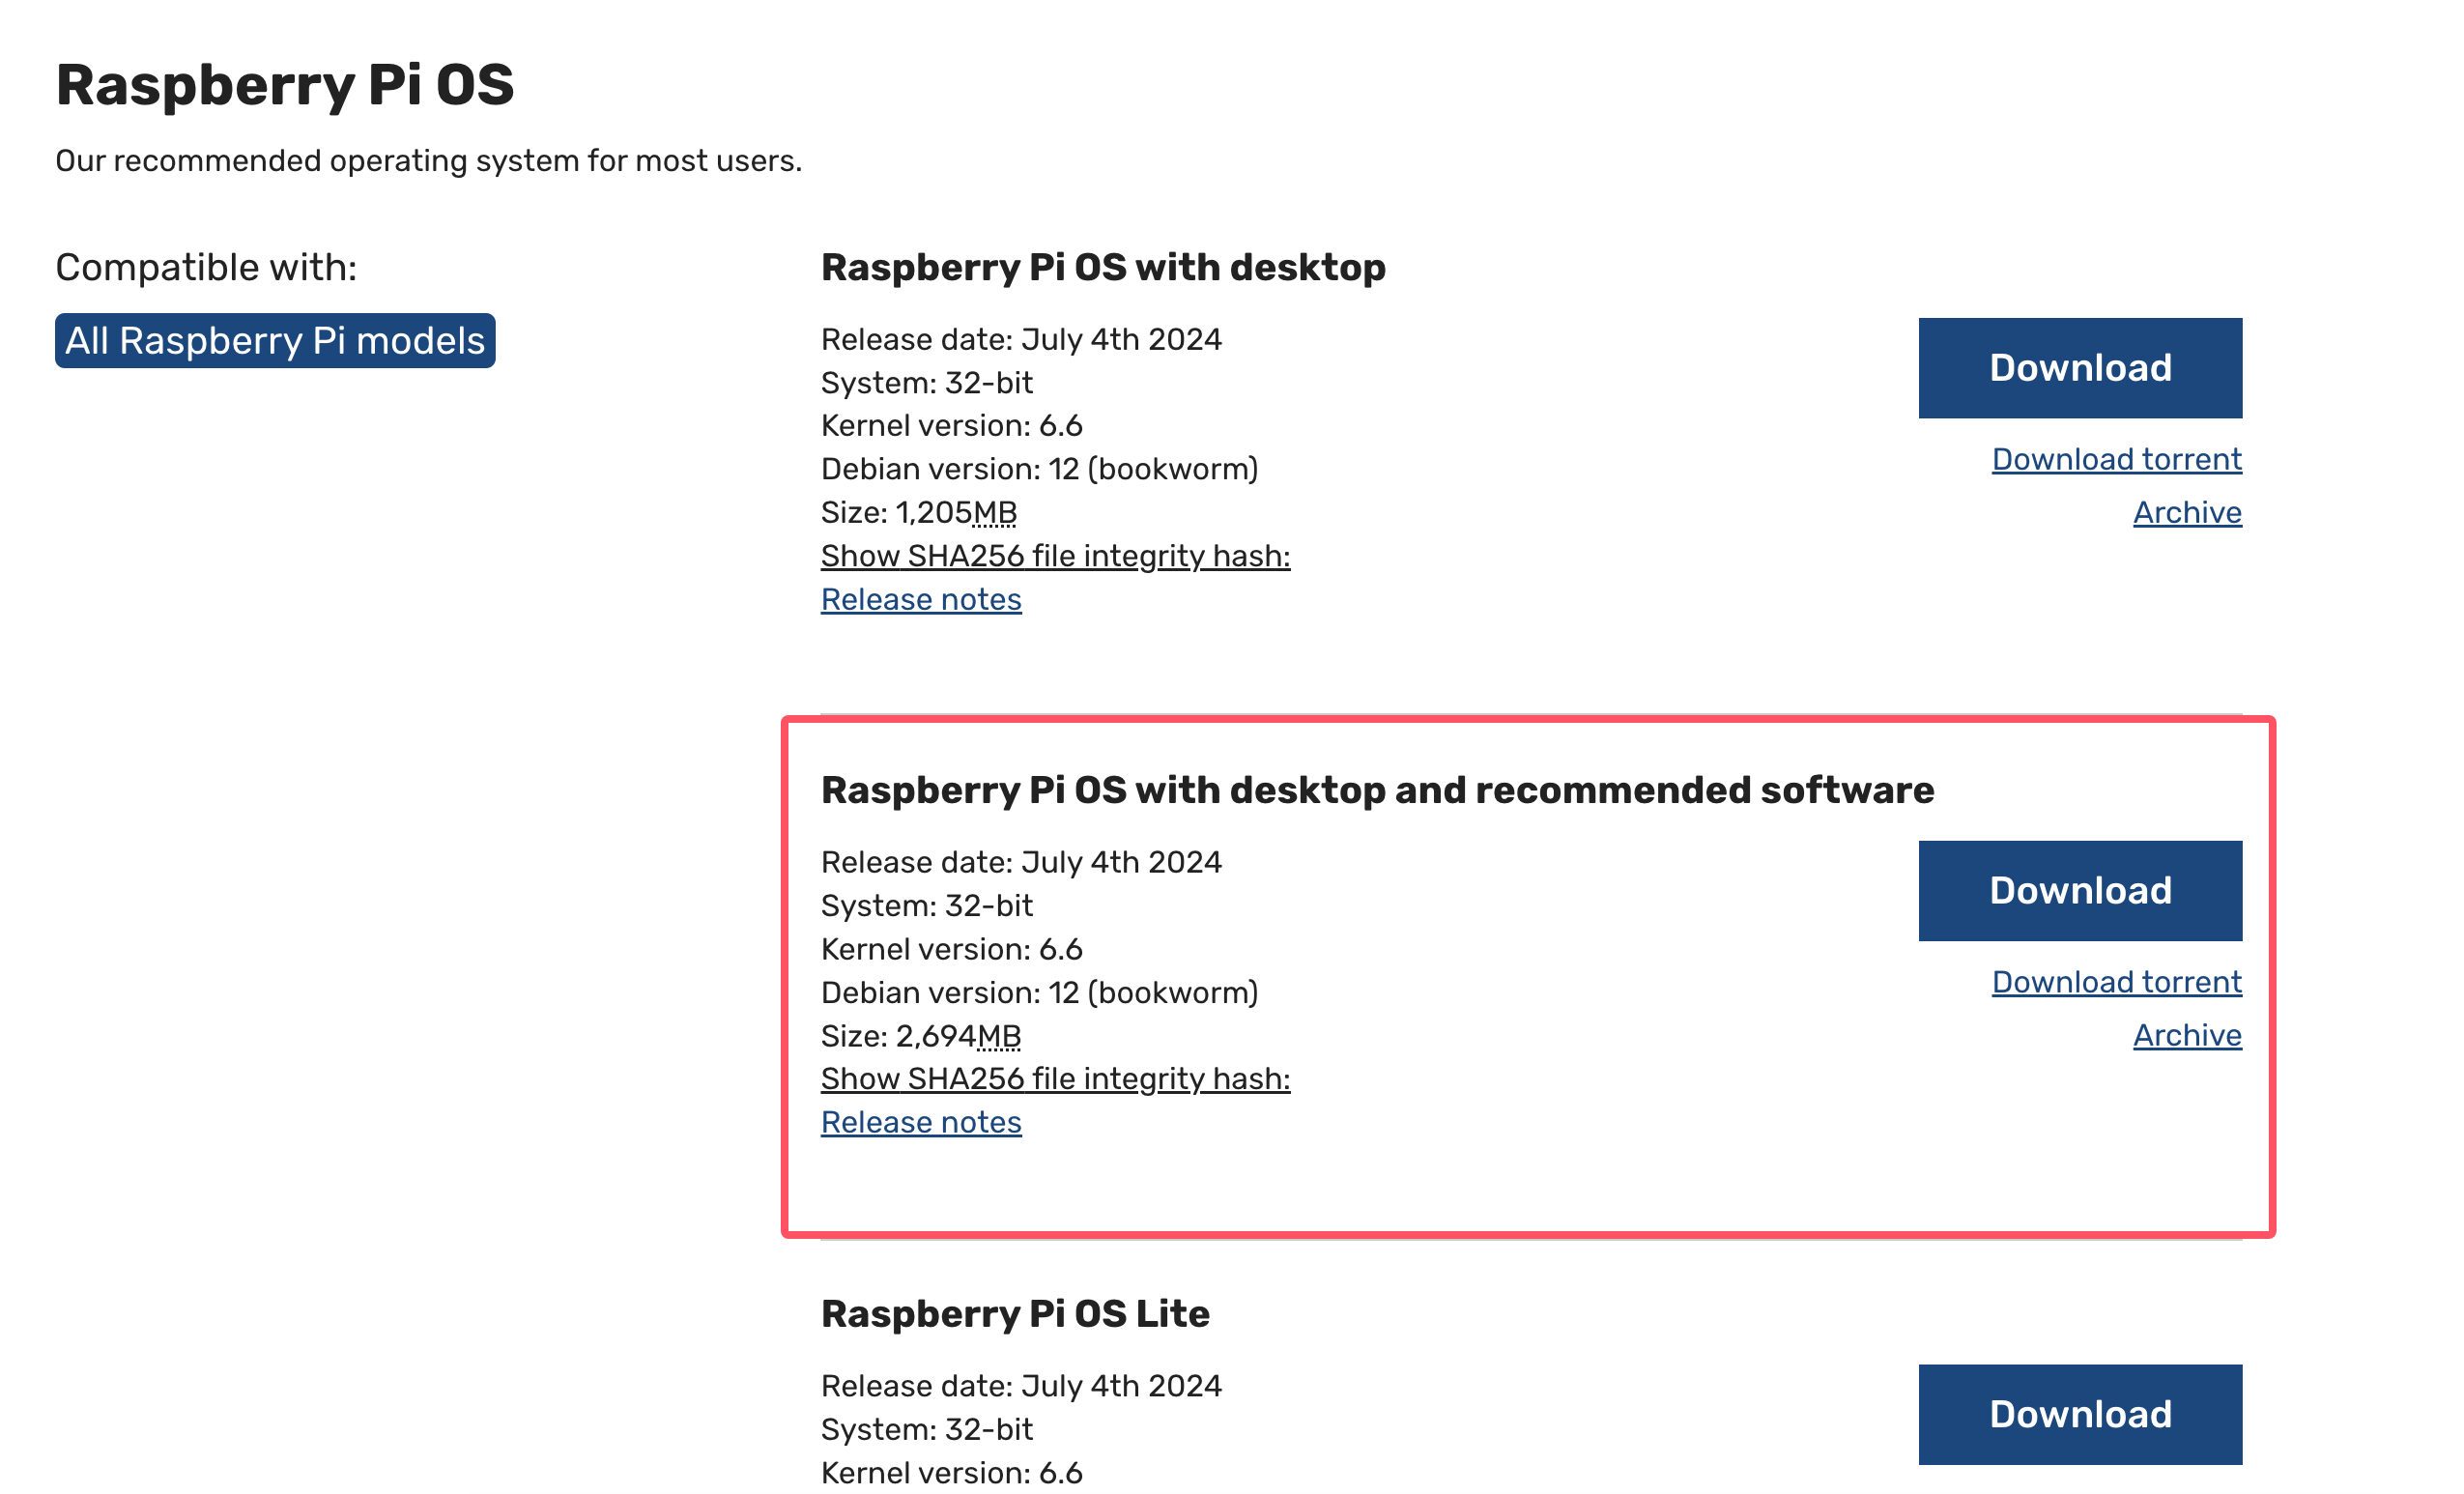 Raspberry Pi OS
Our recommended operating system for most users.
Compatible with:
All Raspberry Pi models
Raspberry Pi OS with desktop
Release date: July 4th 2024
System: 32-bit
Kernel version: 6.6
Debian version: 12 (bookworm)
Size: 1,205MB
Show SHA256 file integrity hash:
Release notes
Download
Download torrent
Archive
Raspberry Pi OS with desktop and recommended software
Release date: July 4th 2024
System: 32-bit
Kernel version: 6.6
Debian version: 12 (bookworm)
Size: 2,694MB
Show SHA256 file integrity hash:
Release notes
Download
Download torrent
Archive
Raspberry Pi OS Lite
Release date: July 4th 2024
System: 32-bit
Kernel version: 6.6
Download